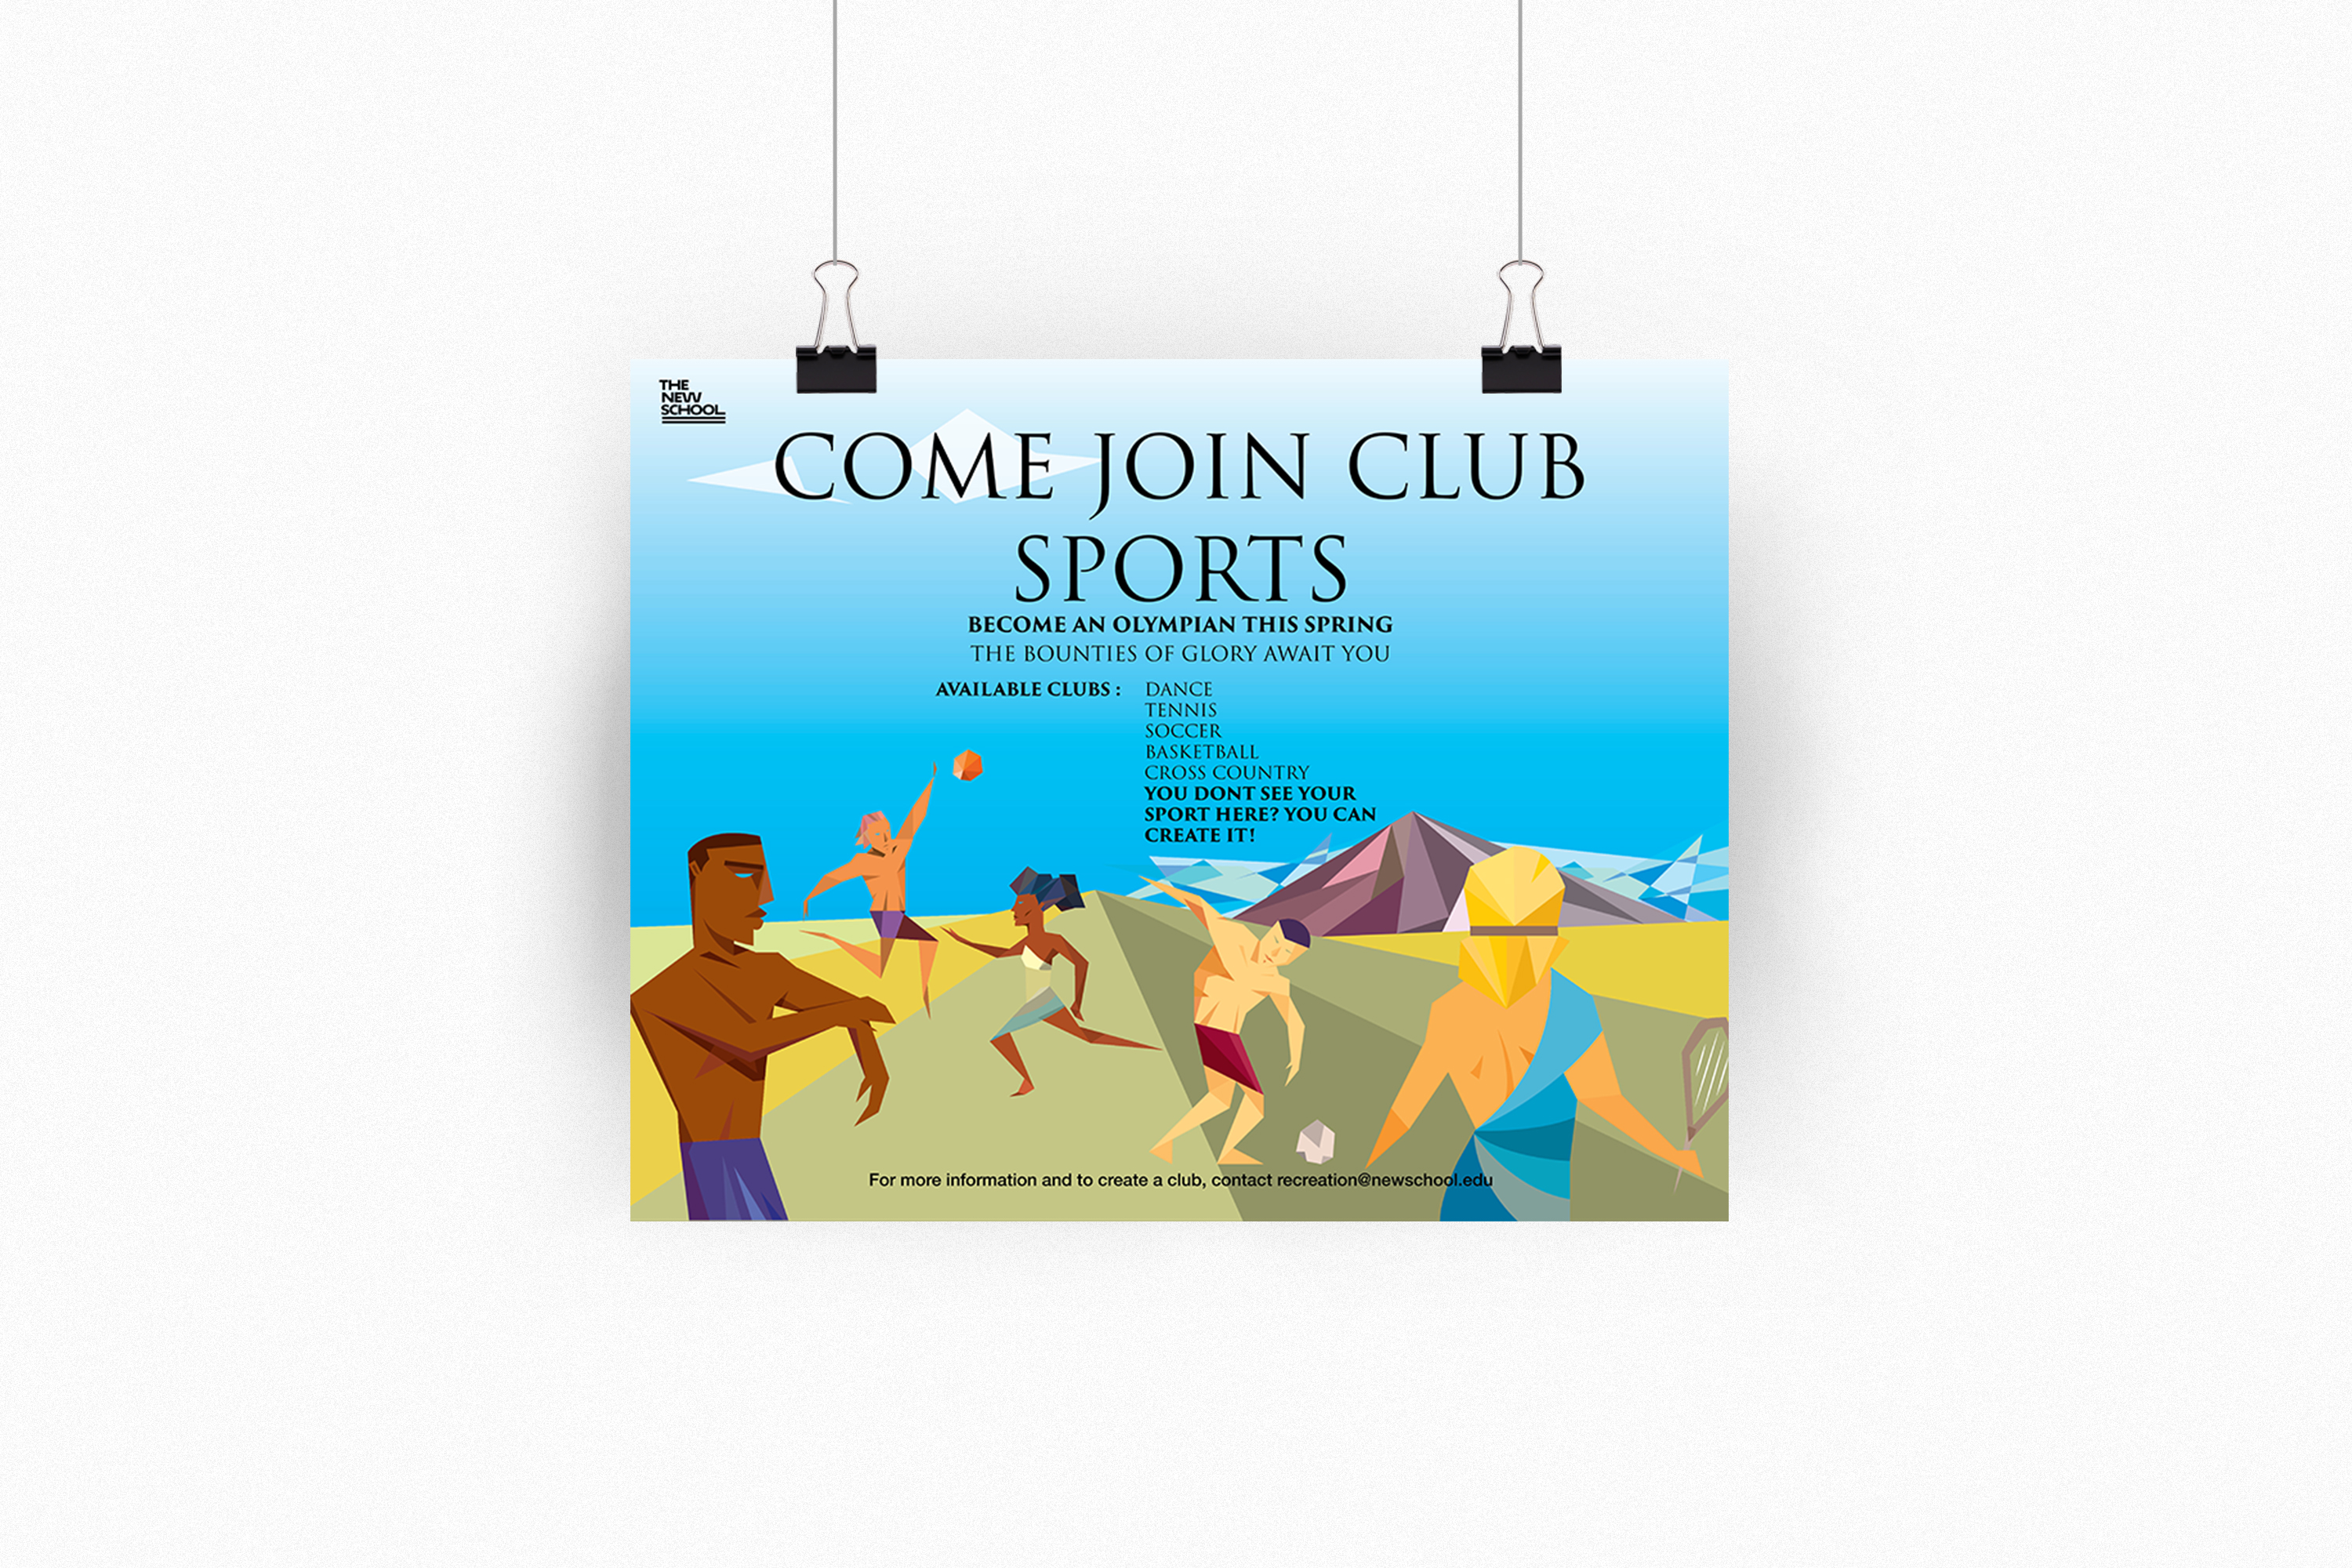 THE
NEW
SCHOOL
COME JOIN CLUB
SPORTS
BECOME AN OLYMPIAN THIS SPRING
THE BOUNTIES OF GLORY AWAIT YOU
AVAILABLE CLUBS : DANCE
TENNIS
SOCCER
BASKETBALL
CROSS COUNTRY
YOU DONT SEE YOUR
SPORT HERE? YOU CAN
CREATE IT!
For more information and to create a club, contact recreation@newschool.edu